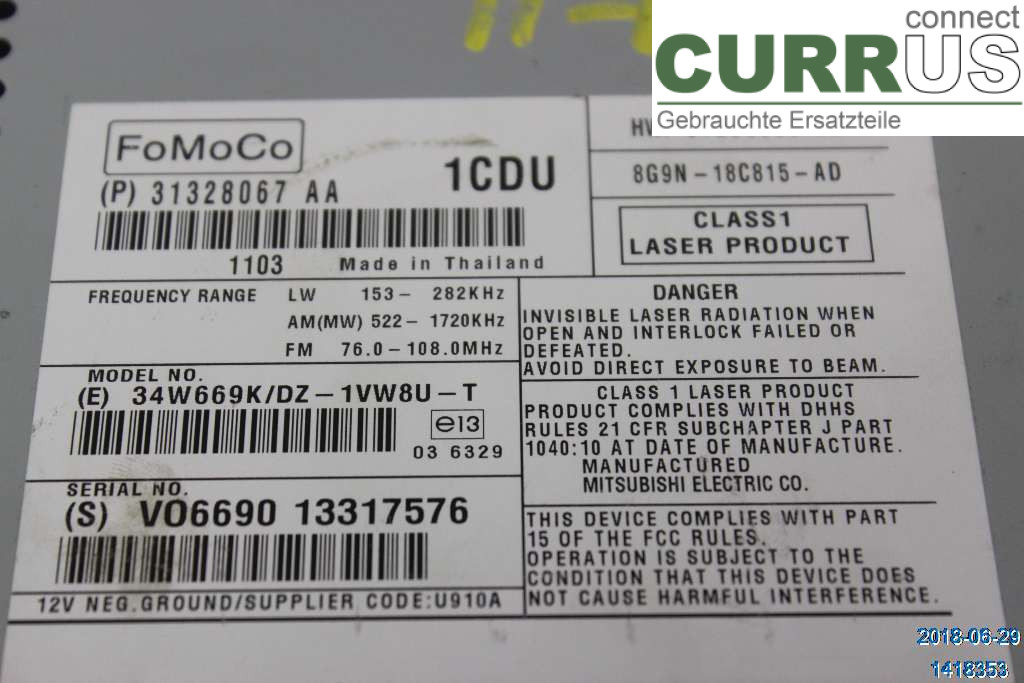 connect
CURRUS
Gebrauchte Ersatzteile
FoMoCo
(P) 31328067 AA
1CDU
1103 Made in Thailand
8G9N-18C815-AD
CLASS1
LASER PRODUCT
FREQUENCY RANGE LW 153- 282KHz
AM(MW) 522- 1720KHz
FM 76.0-108.0MHz
MODEL NO.
(E) 34W669K/DZ-1VW8U-T
e13
03 6329
SERIAL NO.
(S) VO6690 13317576
12V NEG.GROUND/SUPPLIER CODE:U910A
DANGER
INVISIBLE LASER RADIATION WHEN
OPEN AND INTERLOCK FAILED OR
DEFEATED.
AVOID DIRECT EXPOSURE TO BEAM.
CLASS 1 LASER PRODUCT
PRODUCT COMPLIES WITH DHHS
RULES 21 CFR SUBCHAPTER J PART
1040:10 AT DATE OF MANUFACTURE.
MANUFACTURED
MITSUBISHI ELECTRIC CO.
THIS DEVICE COMPLIES WITH PART
15 OF THE FCC RULES.
OPERATION IS SUBJECT TO THE
CONDITION THAT THIS DEVICE DOES
NOT CAUSE HARMFUL INTERFERENCE.
2018-06-29
1418353